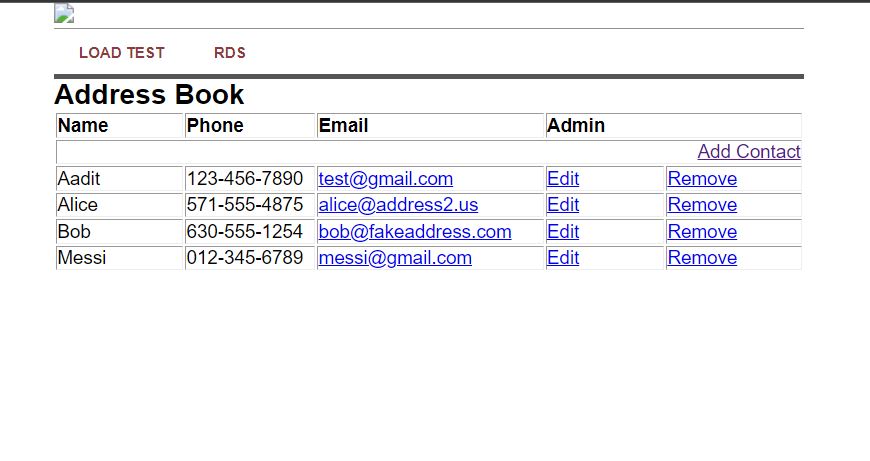 LOAD TEST RDS
Address Book
Name Phone Email Admin
Add Contact
Aadit 123-456-7890 test@gmail.com Edit Remove
Alice 571-555-4875 alice@address2.us Edit Remove
Bob 630-555-1254 bob@fakeaddress.com Edit Remove
Messi 012-345-6789 messi@gmail.com Edit Remove